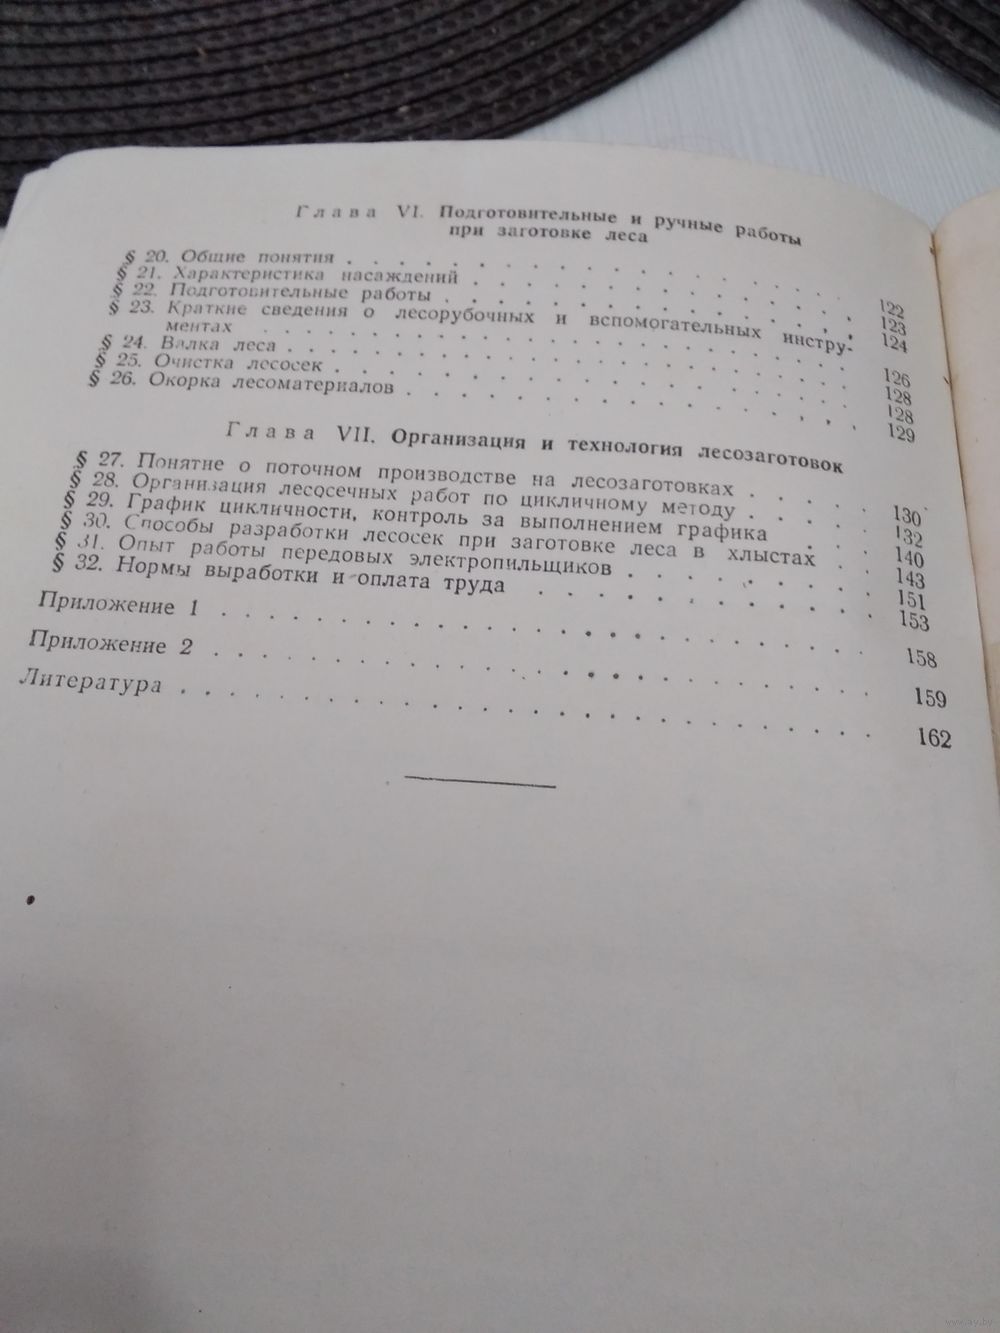 Глава VI. Подготовительные и ручные работы
при заготовке леса
§ 20. Общие понятия . . . . . . . . . . . . . . . . . . . . 122
§ 21. Характеристика насаждений . . . . . . . . . . . . . . . 123
§ 22. Подготовительные работы . . . . . . . . . . . . . . . . 124
§ 23. Краткие сведения о лесорубочных и вспомогательных инстру-
ментах . . . . . . . . . . . . . . . . . . . . . . . 126
§ 24. Валка леса . . . . . . . . . . . . . . . . . . . . . . 128
§ 25. Очистка лесосек . . . . . . . . . . . . . . . . . . . . 128
§ 26. Окорка лесоматериалов . . . . . . . . . . . . . . . . . 129
Глава VII. Организация и технология лесозаготовок
§ 27. Понятие о поточном производстве на лесозаготовках . . . . 130
§ 28. Организация лесосечных работ по цикличному методу . . . . 132
§ 29. График цикличности, контроль за выполнением графика . . . 140
§ 30. Способы разработки лесосек при заготовке леса в хлыстах . . 143
§ 31. Опыт работы передовых электропильщиков . . . . . . . . 151
§ 32. Нормы выработки и оплата труда . . . . . . . . . . . . 153
Приложение 1 . . . . . . . . . . . . . . . . . . . . . . . 158
Приложение 2 . . . . . . . . . . . . . . . . . . . . . . . 159
Литература . . . . . . . . . . . . . . . . . . . . . . . . 162
www.ay.by